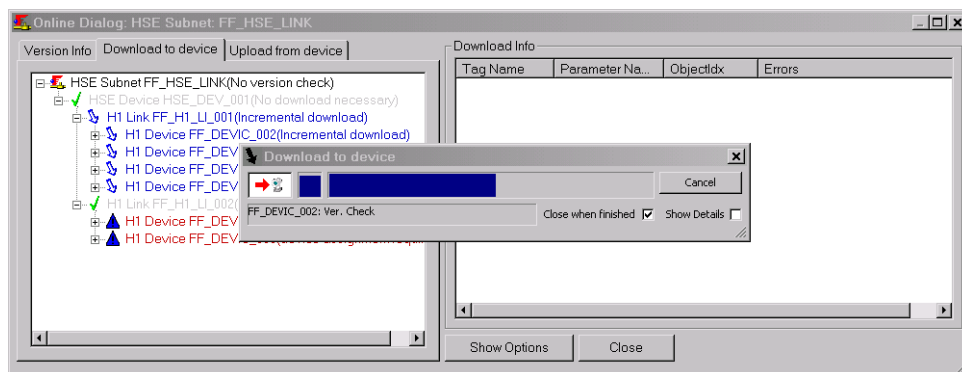 Online Dialog: HSE Subnet: FF_HSE_LINK
Version Info Download to device Upload from device
HSE Subnet FF_HSE_LINK(No version check)
HSE Device HSE_DEV_001(No download necessary)
H1 Link FF_H1_LI_001(Incremental download)
H1 Device FF_DEVIC_002(Incremental download)
H1 Device FF_DEV
H1 Device FF_DEV
H1 Device FF_DEV
H1 Link FF_H1_LI_002(
H1 Device FF_DEV
H1 Device FF_DEV
Download to device
Cancel
FF_DEVIC_002: Ver. Check
Close when finished Show Details
Download Info
Tag Name Parameter Na... ObjectIdx Errors
Show Options Close